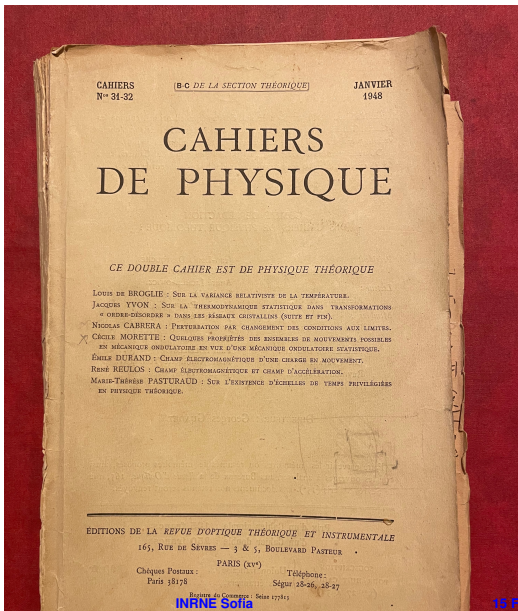 CAHIERS
Nos 31-32
B-C DE LA SECTION THÉORIQUE
JANVIER
1948
CAHIERS
DE PHYSIQUE
CE DOUBLE CAHIER EST DE PHYSIQUE THÉORIQUE
Louis de BROGLIE : Sur la variance relativiste de la température.
Jacques YVON : Sur la thermodynamique statistique dans transformations
« ordre-désordre » dans les réseaux cristallins (suite et fin).
Nicolas CABRERA : Perturbation par changement des conditions aux limites.
Cécile MORETTE : Quelques propriétés des ensembles de mouvements possibles
en mécanique ondulatoire en vue d'une mécanique ondulatoire statistique.
Émile DURAND : Champ électromagnétique d'une charge en mouvement.
René REULOS : Champ électromagnétique et champ d'accélération.
Marie-Thérèse PASTURAUD : Sur l'existence d'échelles de temps privilégiées
en physique théorique.
ÉDITIONS DE LA REVUE D'OPTIQUE THÉORIQUE ET INSTRUMENTALE
165, Rue de Sèvres — 3 & 5, Boulevard Pasteur
PARIS (XVe)
Chèques Postaux :
Paris 38178
Téléphone :
Ségur 28-26, 28-27
Registre du Commerce : Seine 177813
INRNE Sofia
15 F